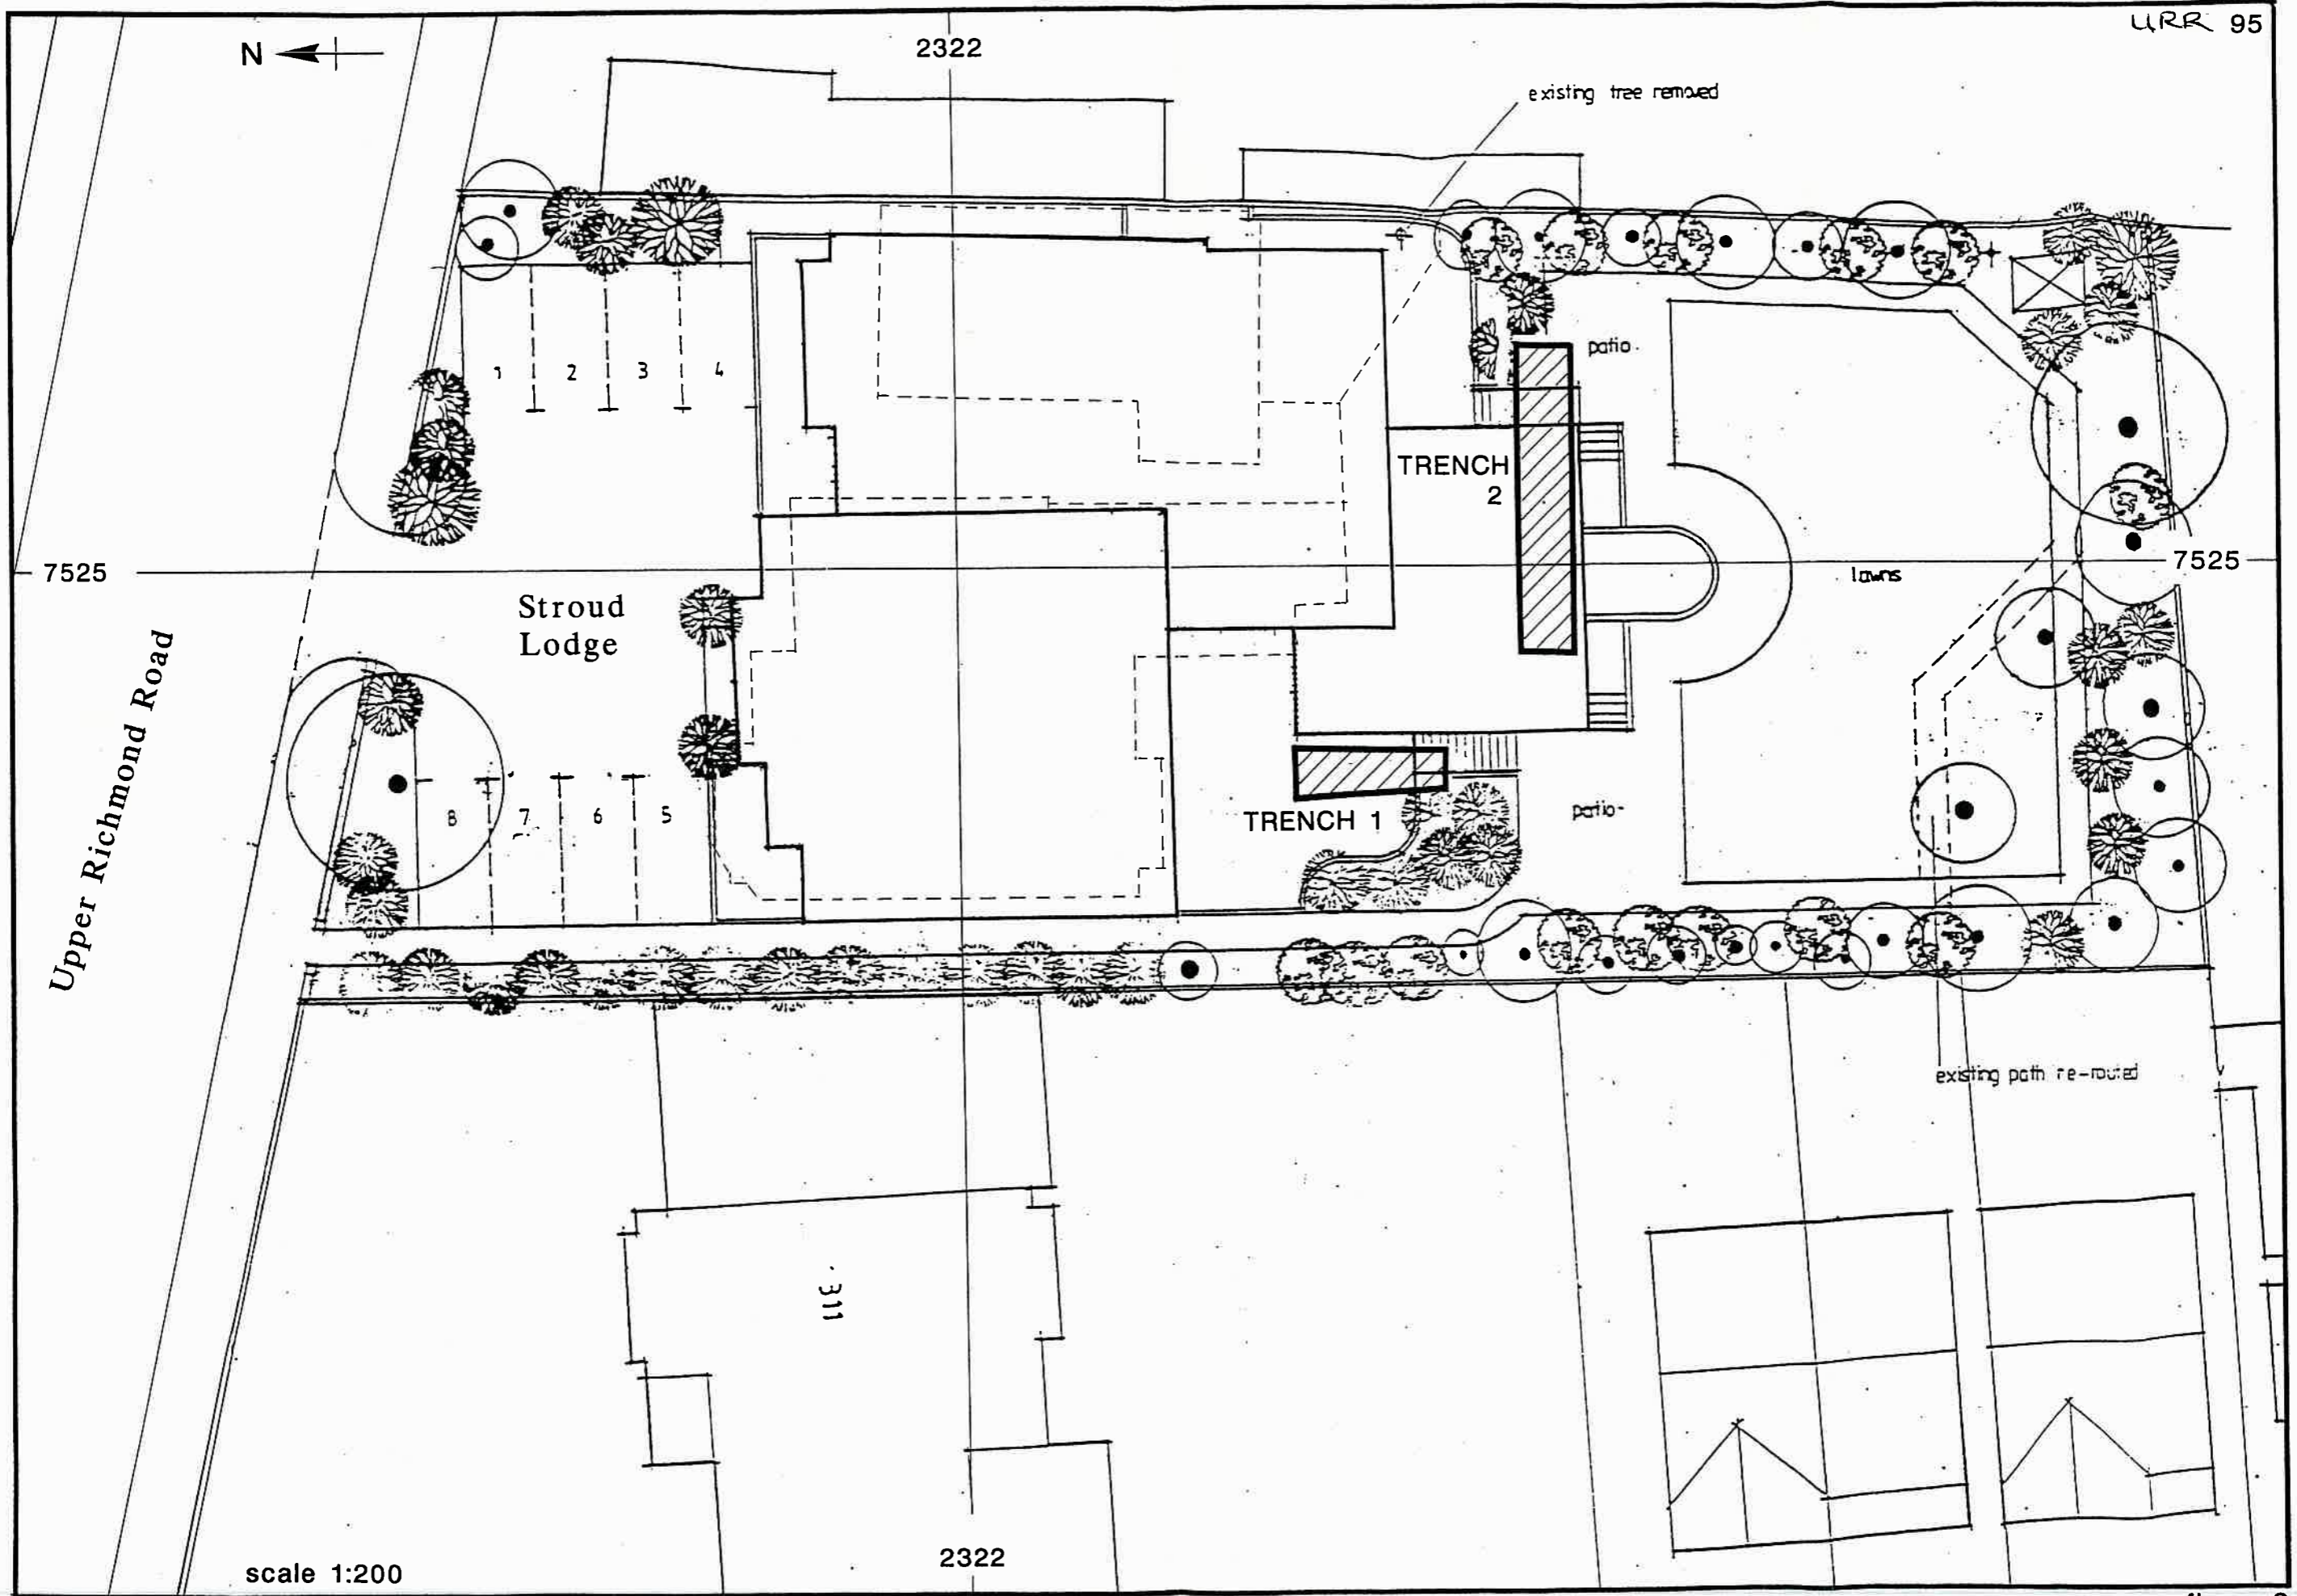 URR 95
N
2322
existing tree removed
1
2
3
4
patio
TRENCH
2
7525
7525
lawns
Stroud
Lodge
Upper Richmond Road
8
7
6
5
TRENCH 1
patio
existing path re-routed
311
scale 1:200
2322